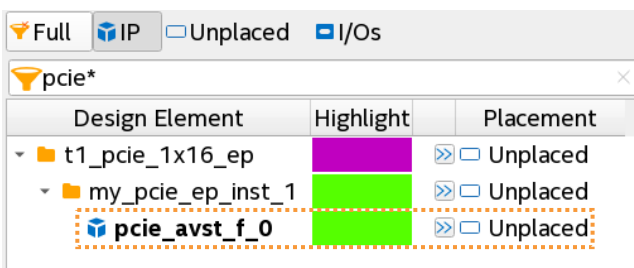 Full IP Unplaced I/Os
pcie*
Design Element Highlight Placement
t1_pcie_1x16_ep >> Unplaced
my_pcie_ep_inst_1 >> Unplaced
pcie_avst_f_0 >> Unplaced